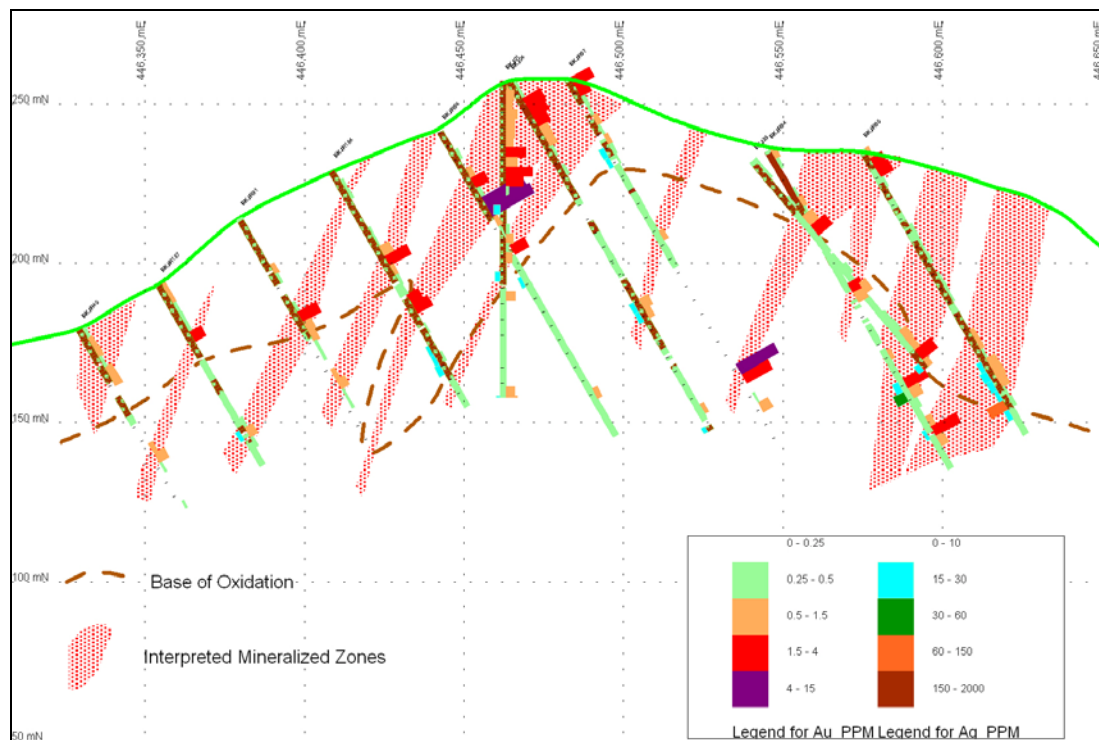 446,350 mE
446,400 mE
446,450 mE
446,500 mE
446,550 mE
446,600 mE
446,650
250 mN
200 mN
150 mN
100 mN
50 mN
Base of Oxidation
Interpreted Mineralized Zones
0 - 0.25 0 - 10
0.25 - 0.5 15 - 30
0.5 - 1.5 30 - 60
1.5 - 4 60 - 150
4 - 15 150 - 2000
Legend for Au_PPM Legend for Ag_PPM